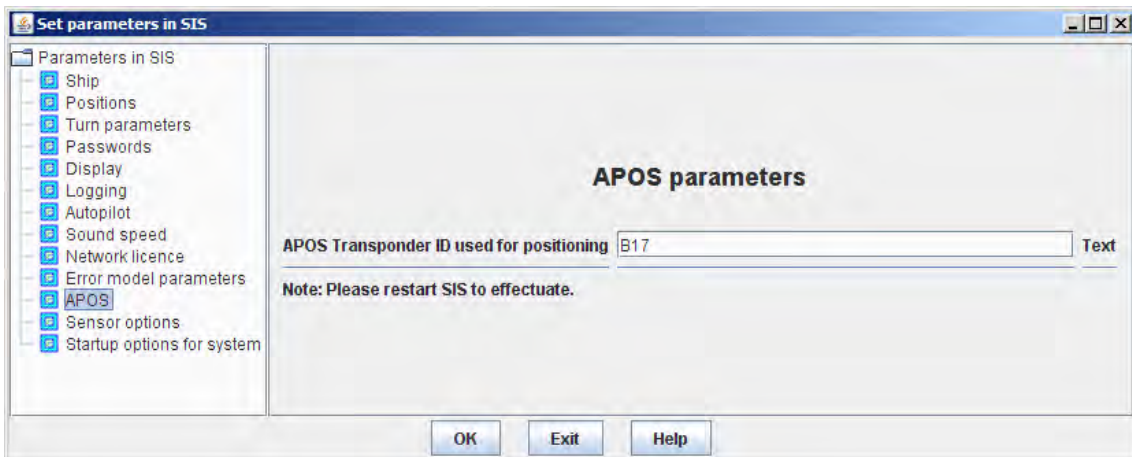 Set parameters in SIS
Parameters in SIS
Ship
Positions
Turn parameters
Passwords
Display
Logging
Autopilot
Sound speed
Network licence
Error model parameters
APOS
Sensor options
Startup options for system
APOS parameters
APOS Transponder ID used for positioning B17 Text
Note: Please restart SIS to effectuate.
OK Exit Help